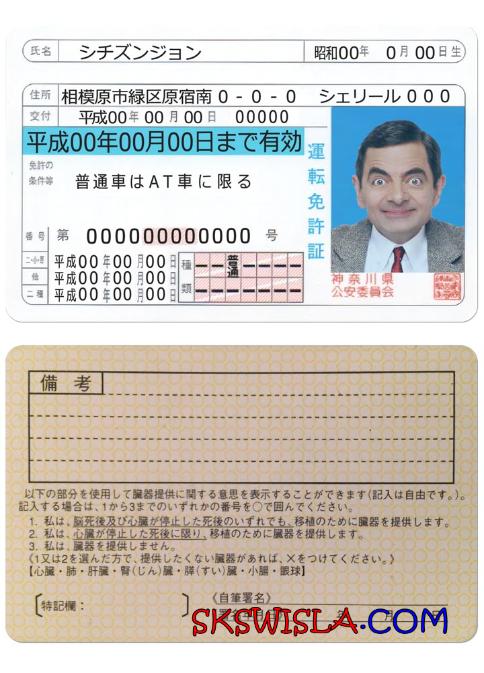 氏名 シチズンジョン 昭和00年 0月00日生
住所 相模原市緑区原宿南0-0-0 シェリール000
交付 平成00年00月00日 00000
平成00年00月00日まで有効
免許の
条件等
普通車はAT車に限る
運転免許証
番号 第 000000000000 号
二・小・原 平成00年00月00日
他 平成00年00月00日
二種 平成00年00月00日
種類
普通
神奈川県
公安委員会
備考
以下の部分を使用して臓器提供に関する意思を表示することができます(記入は自由です。)。
記入する場合は、1から3までのいずれかの番号を○で囲んでください。
1. 私は、脳死後及び心臓が停止した死後のいずれでも、移植のために臓器を提供します。
2. 私は、心臓が停止した死後に限り、移植のために臓器を提供します。
3. 私は、臓器を提供しません。
《1又は2を選んだ方で、提供したくない臓器があれば、×をつけてください。》
【心臓・肺・肝臓・腎(じん)臓・膵(すい)臓・小腸・眼球】
[特記欄: ]
《自筆署名》
年 月 日
SKSWISLA.COM